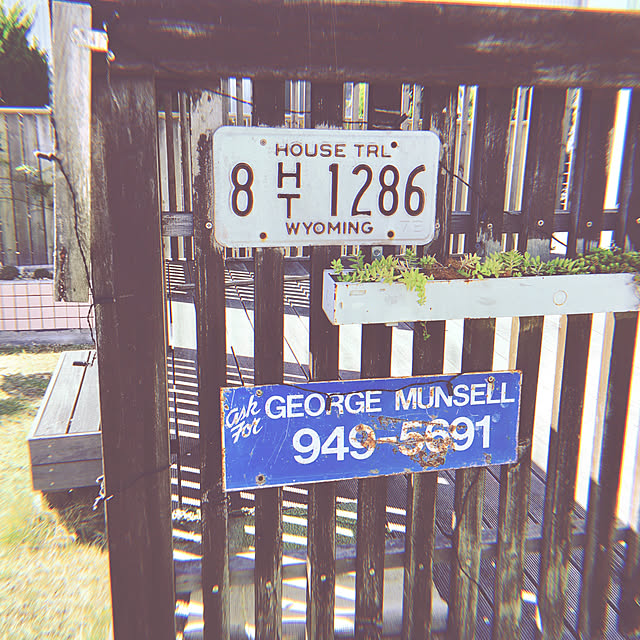 HOUSE TRL
8 HT 1286
WYOMING
Ask For GEORGE MUNSELL
949-5691